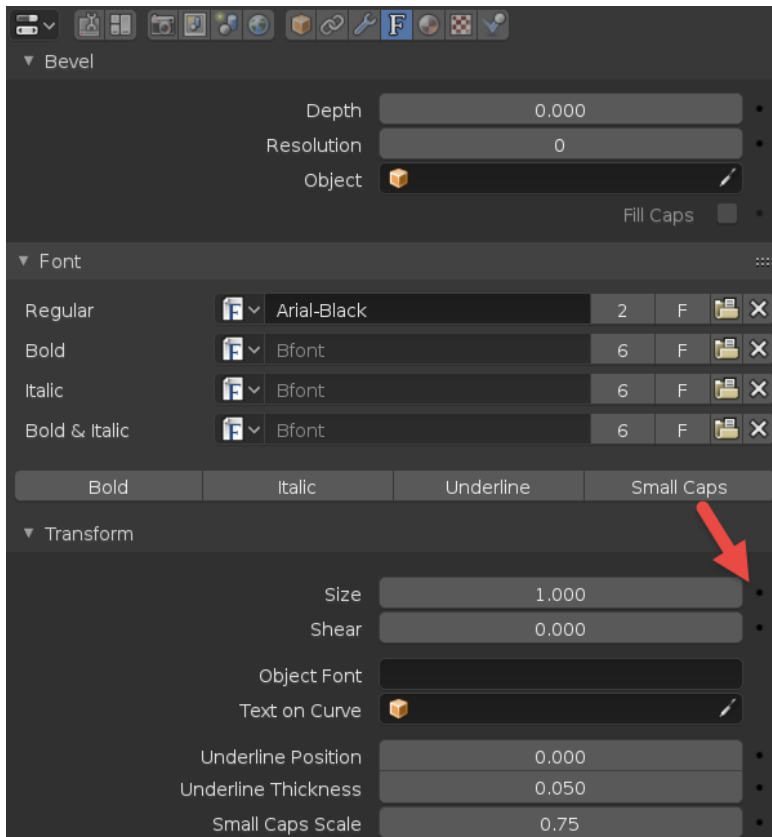 Bevel
Depth 0.000
Resolution 0
Object
Fill Caps
Font
Regular F Arial-Black 2 F
Bold F Bfont 6 F
Italic F Bfont 6 F
Bold & Italic F Bfont 6 F
Bold Italic Underline Small Caps
Transform
Size 1.000
Shear 0.000
Object Font
Text on Curve
Underline Position 0.000
Underline Thickness 0.050
Small Caps Scale 0.75